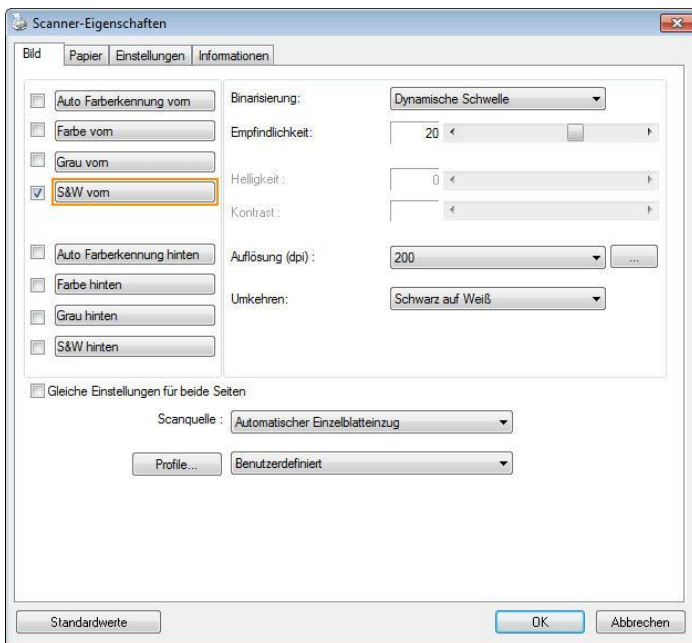 Scanner-Eigenschaften
Bild Papier Einstellungen Informationen
Auto Farberkennung vorn
Farbe vorn
Grau vorn
S&W vorn
Auto Farberkennung hinten
Farbe hinten
Grau hinten
S&W hinten
Binarisierung: Dynamische Schwelle
Empfindlichkeit: 20
Helligkeit : 0
Kontrast :
Auflösung (dpi) : 200 ...
Umkehren: Schwarz auf Weiß
Gleiche Einstellungen für beide Seiten
Scanquelle : Automatischer Einzelblatteinzug
Profile... Benutzerdefiniert
Standardwerte OK Abbrechen